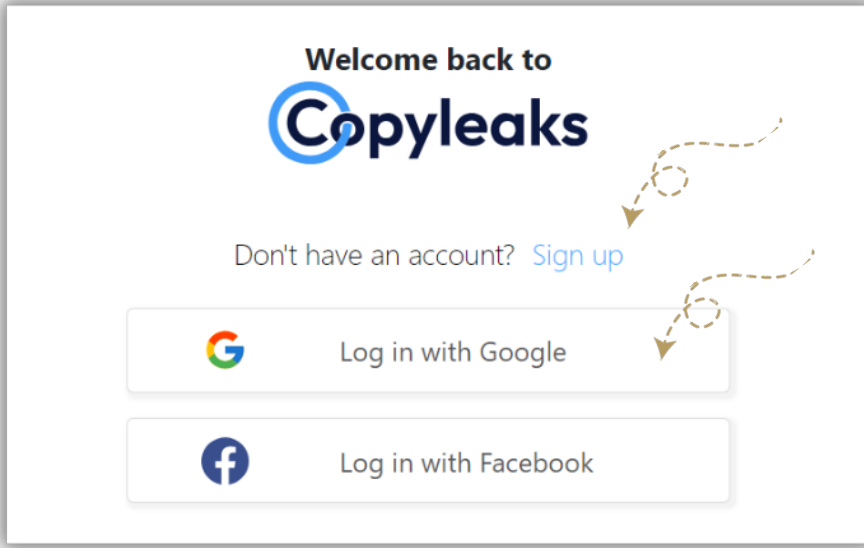 Welcome back to
Copyleaks
Don't have an account? Sign up
Log in with Google
Log in with Facebook